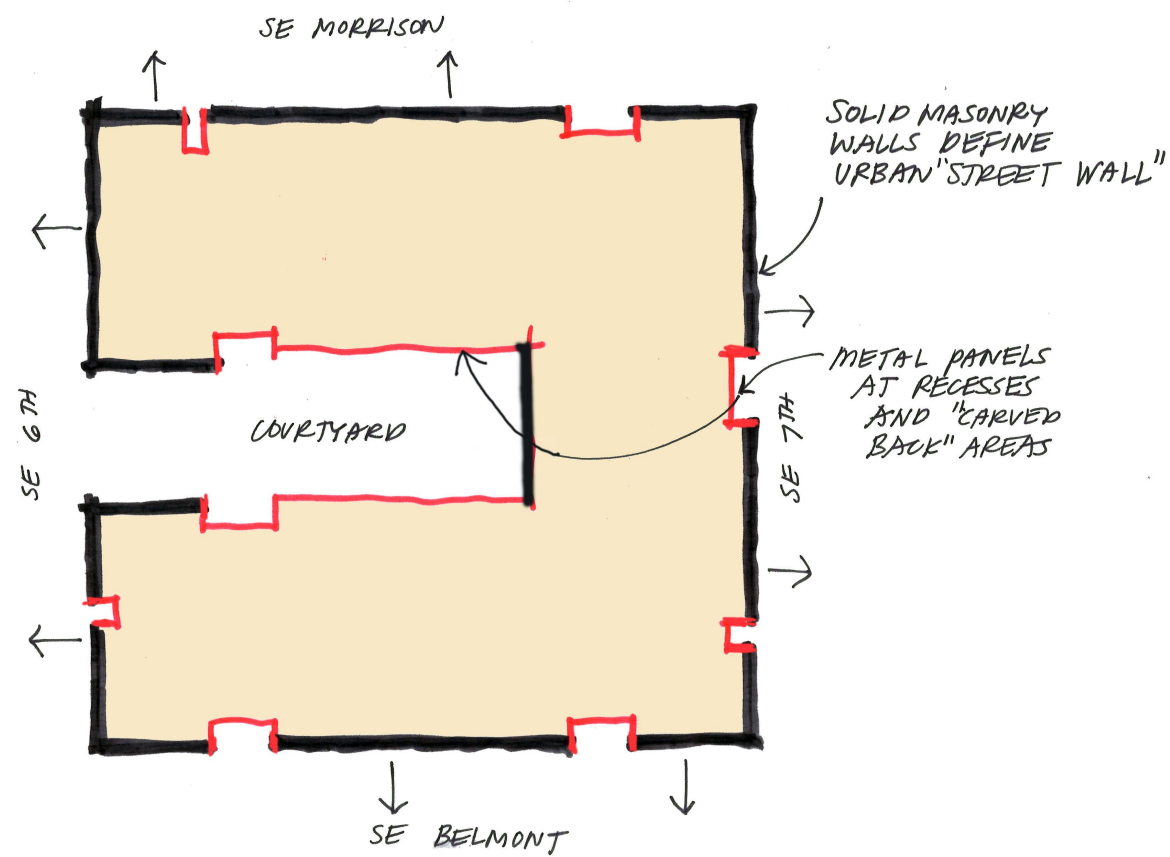 SE MORRISON
SOLID MASONRY
WALLS DEFINE
URBAN "STREET WALL"
METAL PANELS
AT RECESSES
AND "CARVED
BACK" AREAS
COURTYARD
SE 6TH
SE 7TH
SE BELMONT